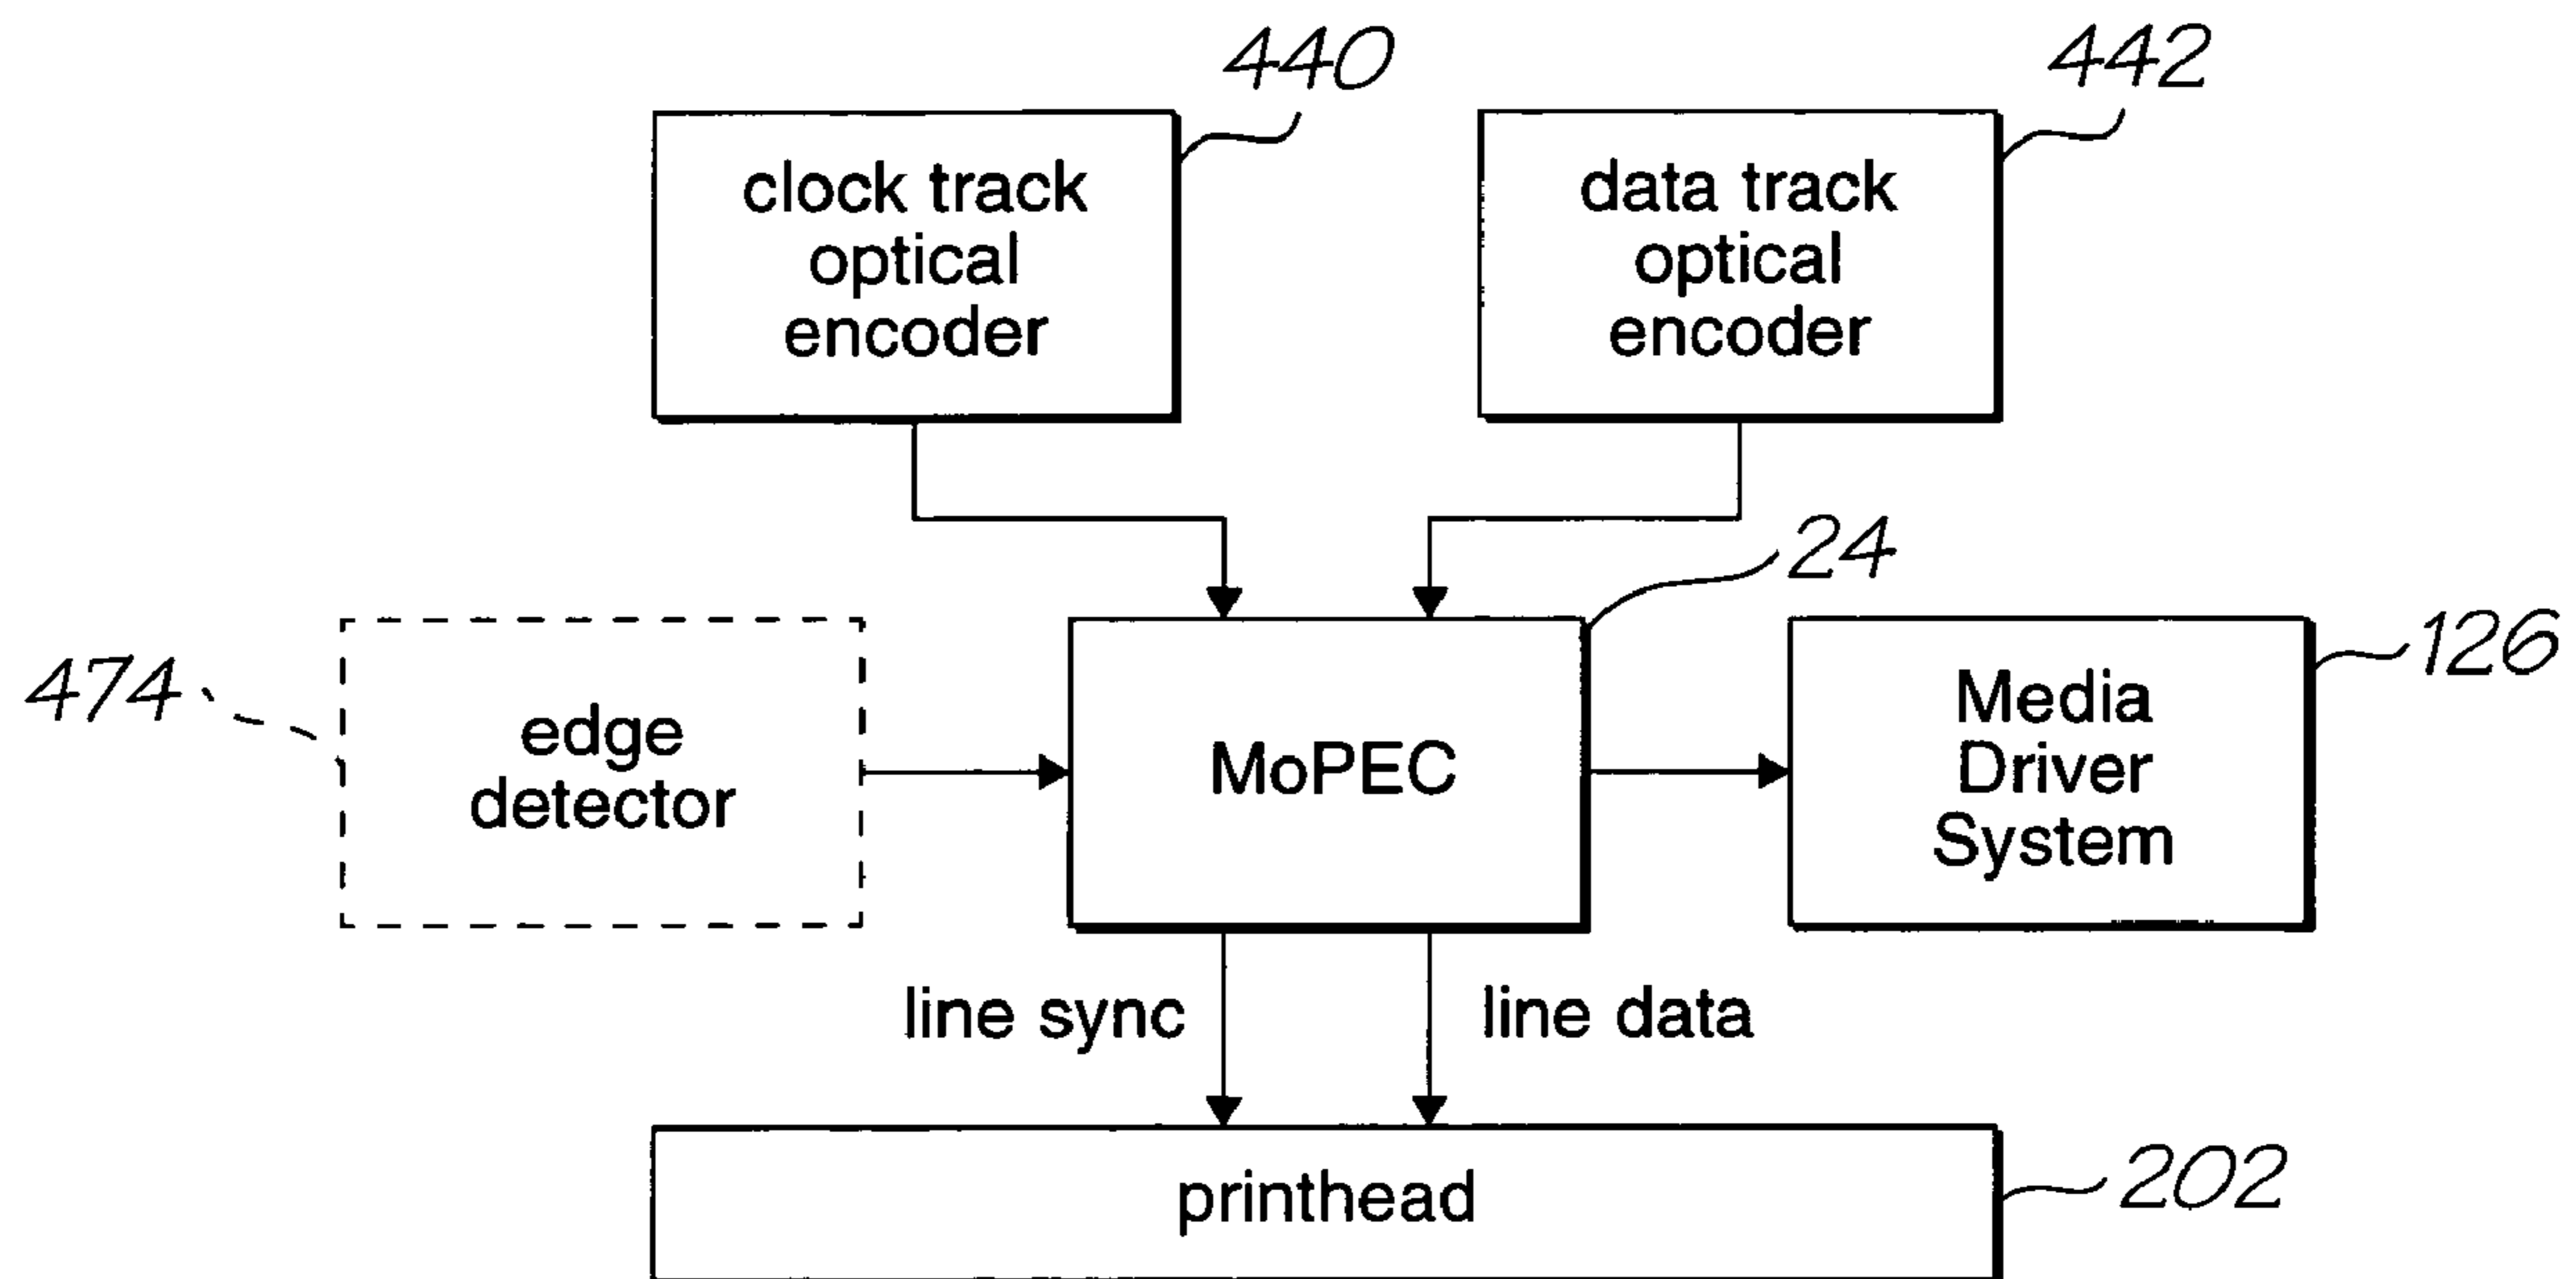 440
442
clock track
optical
encoder
data track
optical
encoder
24
126
474
edge
detector
MoPEC
Media
Driver
System
line sync
line data
printhead
202